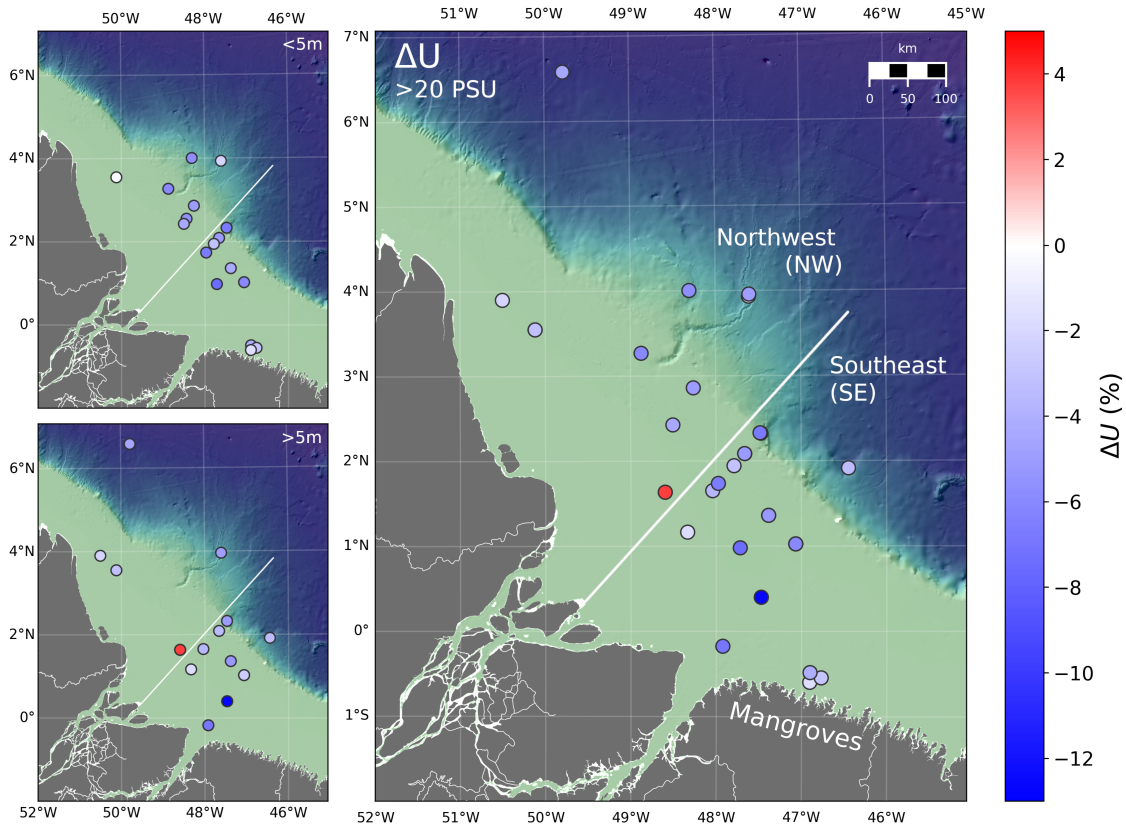 50°W 48°W 46°W
<5m
6°N
4°N
2°N
0°
>5m
6°N
4°N
2°N
0°
52°W 50°W 48°W 46°W
51°W 50°W 49°W 48°W 47°W 46°W 45°W
7°N
6°N
5°N
4°N
3°N
2°N
1°N
0°
1°S
52°W 51°W 50°W 49°W 48°W 47°W 46°W
ΔU
>20 PSU
km
0 50 100
Northwest
(NW)
Southeast
(SE)
Mangroves
4
2
0
−2
−4
−6
−8
−10
−12
ΔU (%)